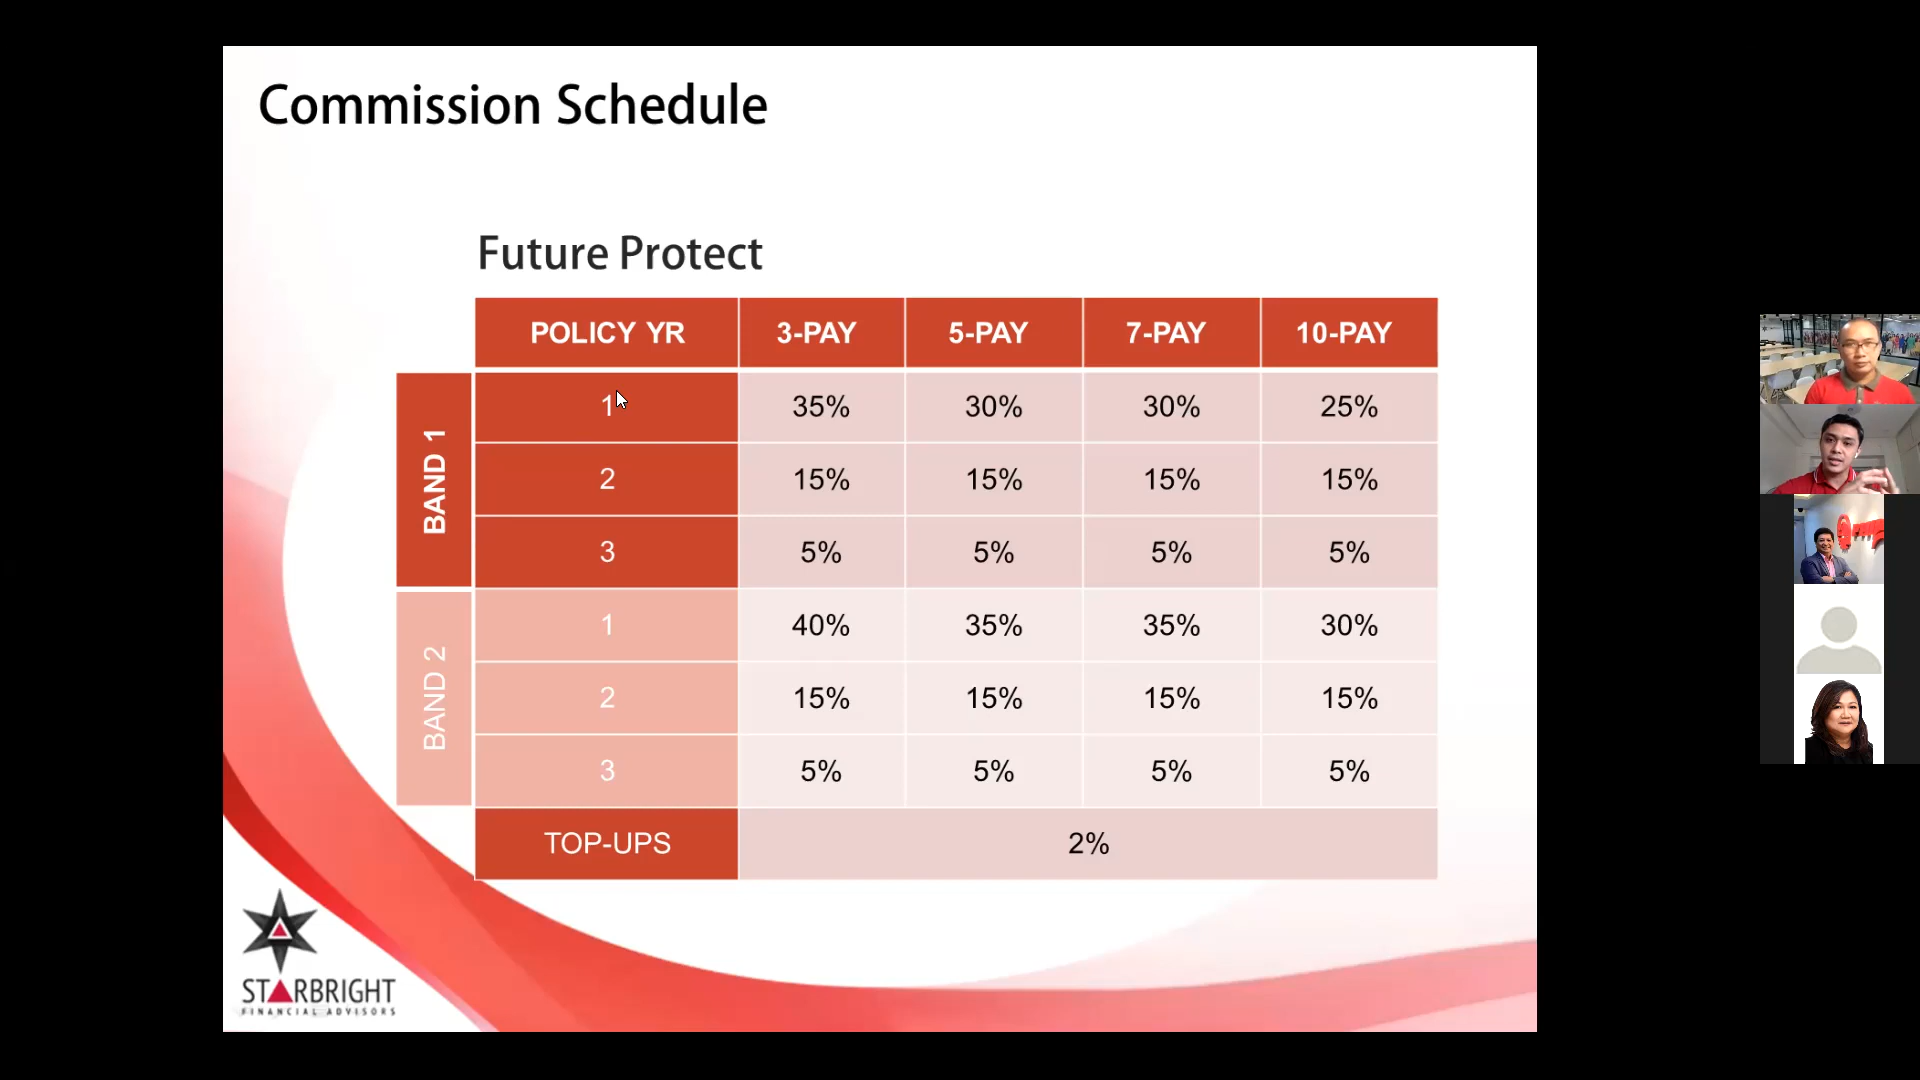 Commission Schedule
Future Protect
POLICY YR 3-PAY 5-PAY 7-PAY 10-PAY
BAND 1
1 35% 30% 30% 25%
2 15% 15% 15% 15%
3 5% 5% 5% 5%
BAND 2
1 40% 35% 35% 30%
2 15% 15% 15% 15%
3 5% 5% 5% 5%
TOP-UPS 2%
STARBRIGHT
FINANCIAL ADVISORS